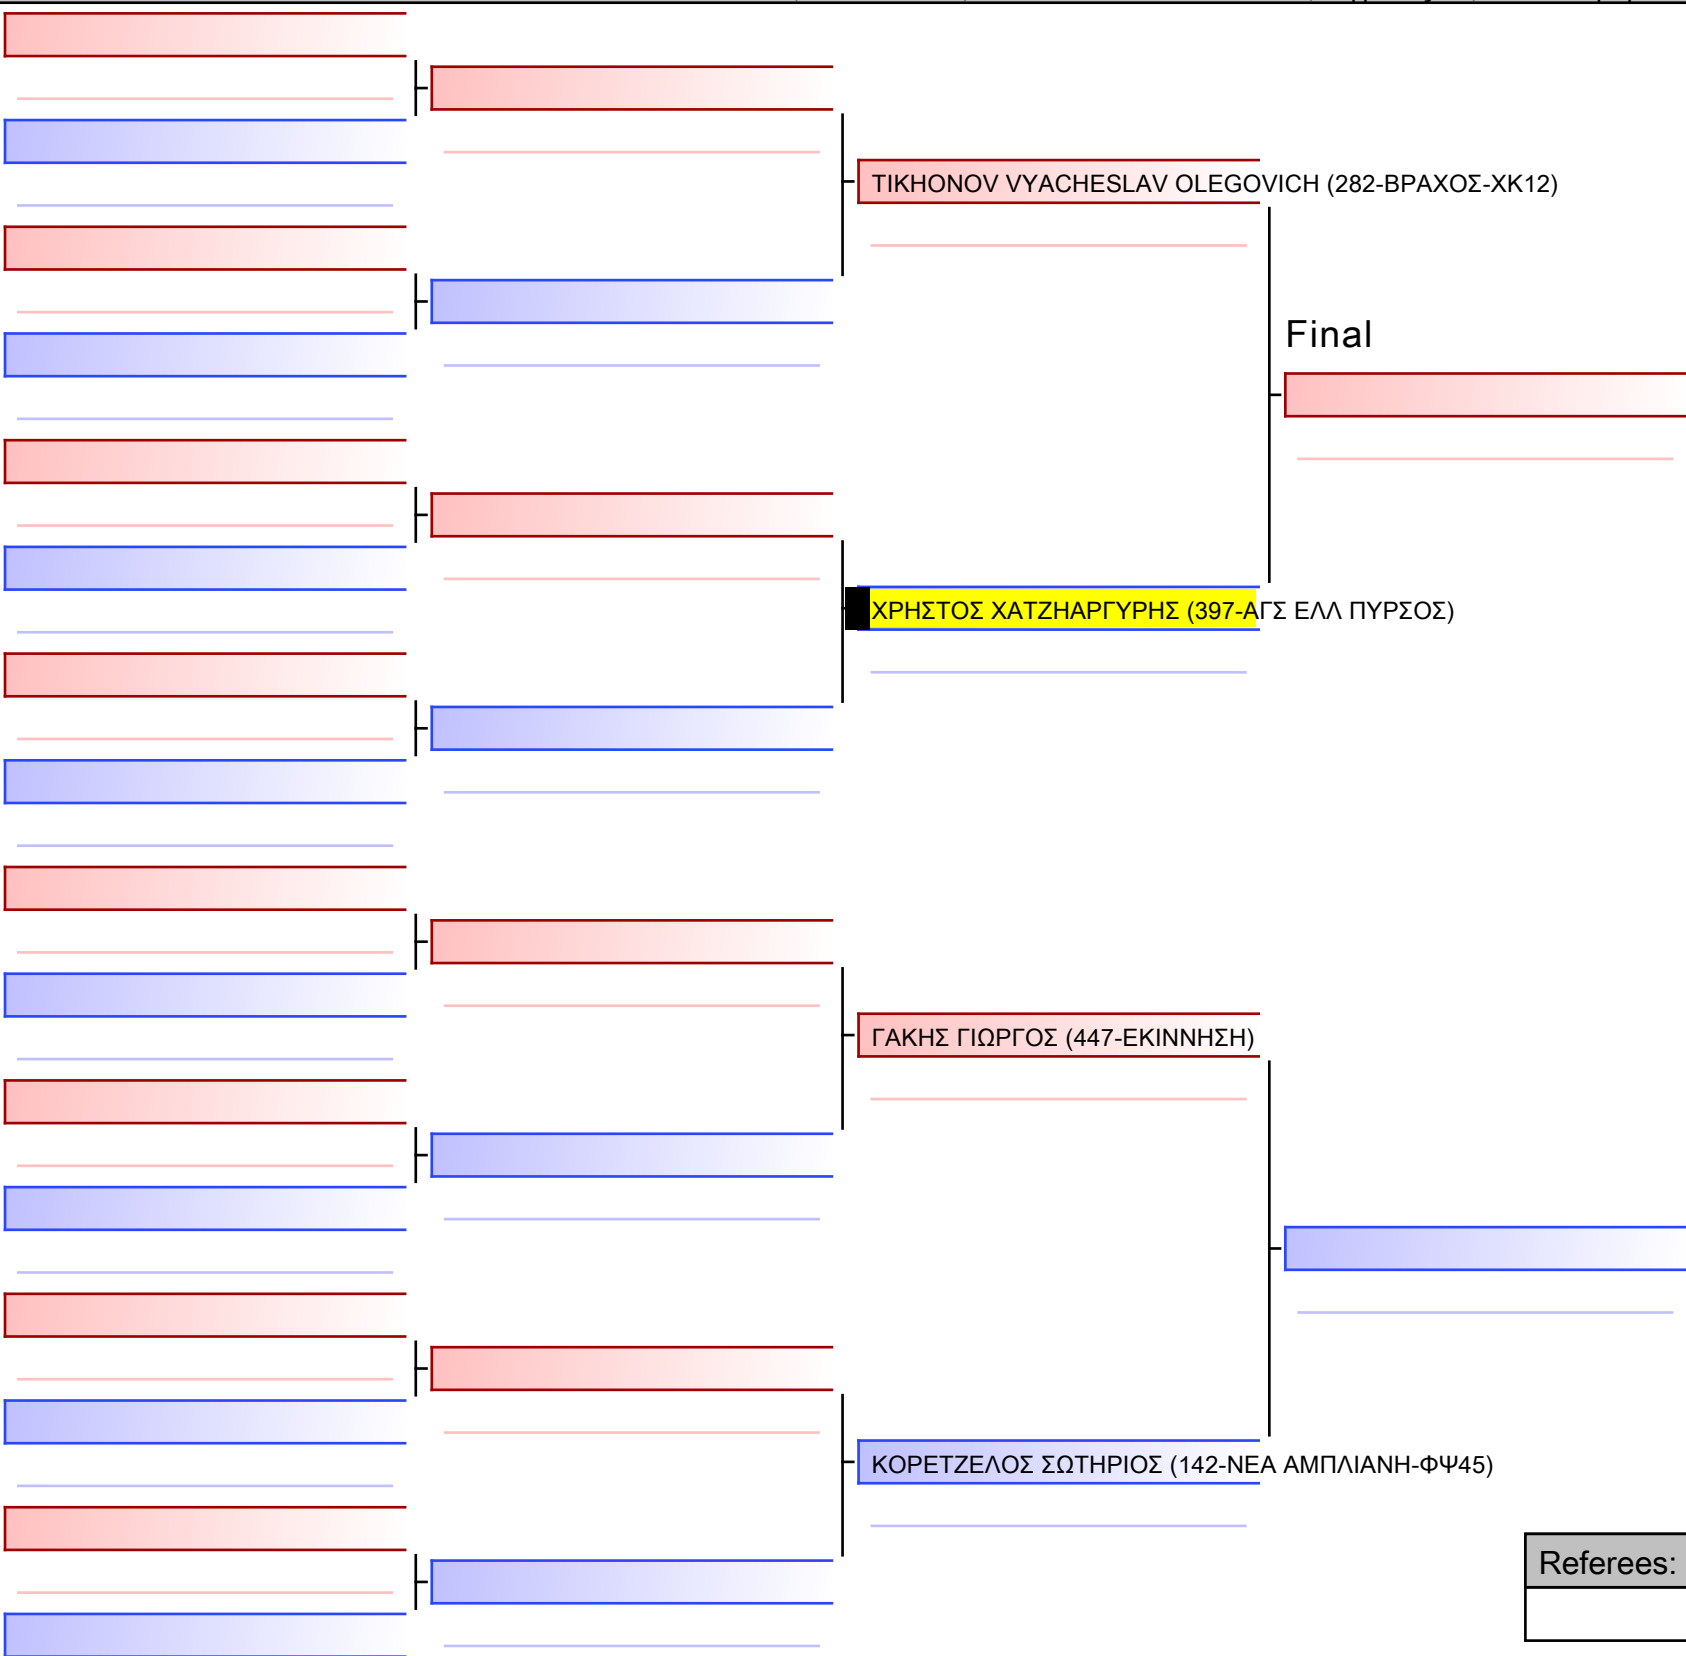 TIKHONOV VYACHESLAV OLEGOVICH (282-ΒΡΑΧΟΣ-ΧΚ12)
Final
ΧΡΗΣΤΟΣ ΧΑΤΖΗΑΡΓΥΡΗΣ (397-ΑΓΣ ΕΛΛ ΠΥΡΣΟΣ)
ΓΑΚΗΣ ΓΙΩΡΓΟΣ (447-ΕΚΙΝΝΗΣΗ)
ΚΟΡΕΤΖΕΛΟΣ ΣΩΤΗΡΙΟΣ (142-ΝΕΑ ΑΜΠΛΙΑΝΗ-ΦΨ45)
Referees: